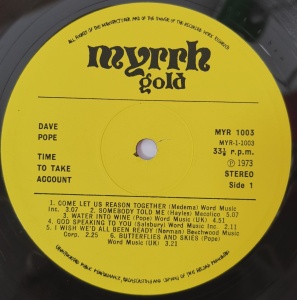 ALL RIGHTS OF THE MANUFACTURER AND OF THE OWNER OF THE RECORDED WORK RESERVED
myrrh
gold
DAVE
POPE
MYR 1003
MYR-1-1003
33⅓ r.p.m.
TIME
TO TAKE
ACCOUNT
Ⓟ 1973
STEREO
Side 1
1. COME LET US REASON TOGETHER (Medema) Word Music
Inc. 3.07 2. SOMEBODY TOLD ME (Hayles) Macolico 5.07
3. WATER INTO WINE (Pope) Word Music (UK) 4.51
4. GOD SPEAKING TO YOU (Salsbury) Word Music (UK) 3.31
5. I WISH WE'D ALL BEEN READY (Norman) Beechwood Music
Corp. 2.25 6. BUTTERFLIES AND SKIES (Pope)
Word Music (UK) 3.21
UNAUTHORISED PUBLIC PERFORMANCE, BROADCASTING AND COPYING OF THIS RECORD PROHIBITED